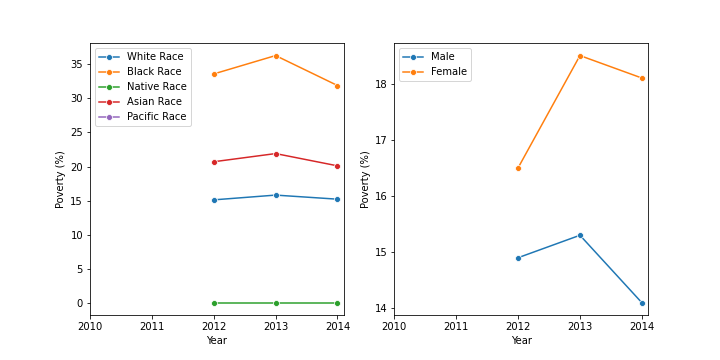 White Race
Black Race
Native Race
Asian Race
Pacific Race
35
30
25
20
15
10
5
0
Poverty (%)
2010 2011 2012 2013 2014
Year
Male
Female
18
17
16
15
14
Poverty (%)
2010 2011 2012 2013 2014
Year